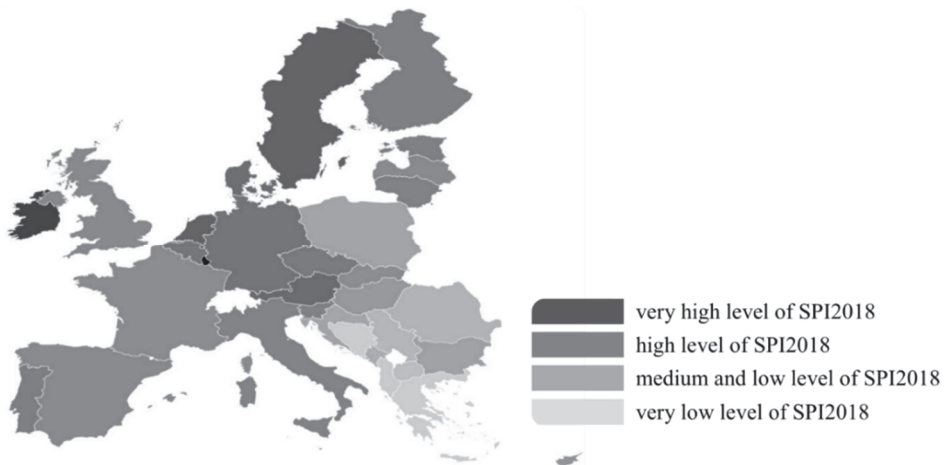 very high level of SPI2018
high level of SPI2018
medium and low level of SPI2018
very low level of SPI2018